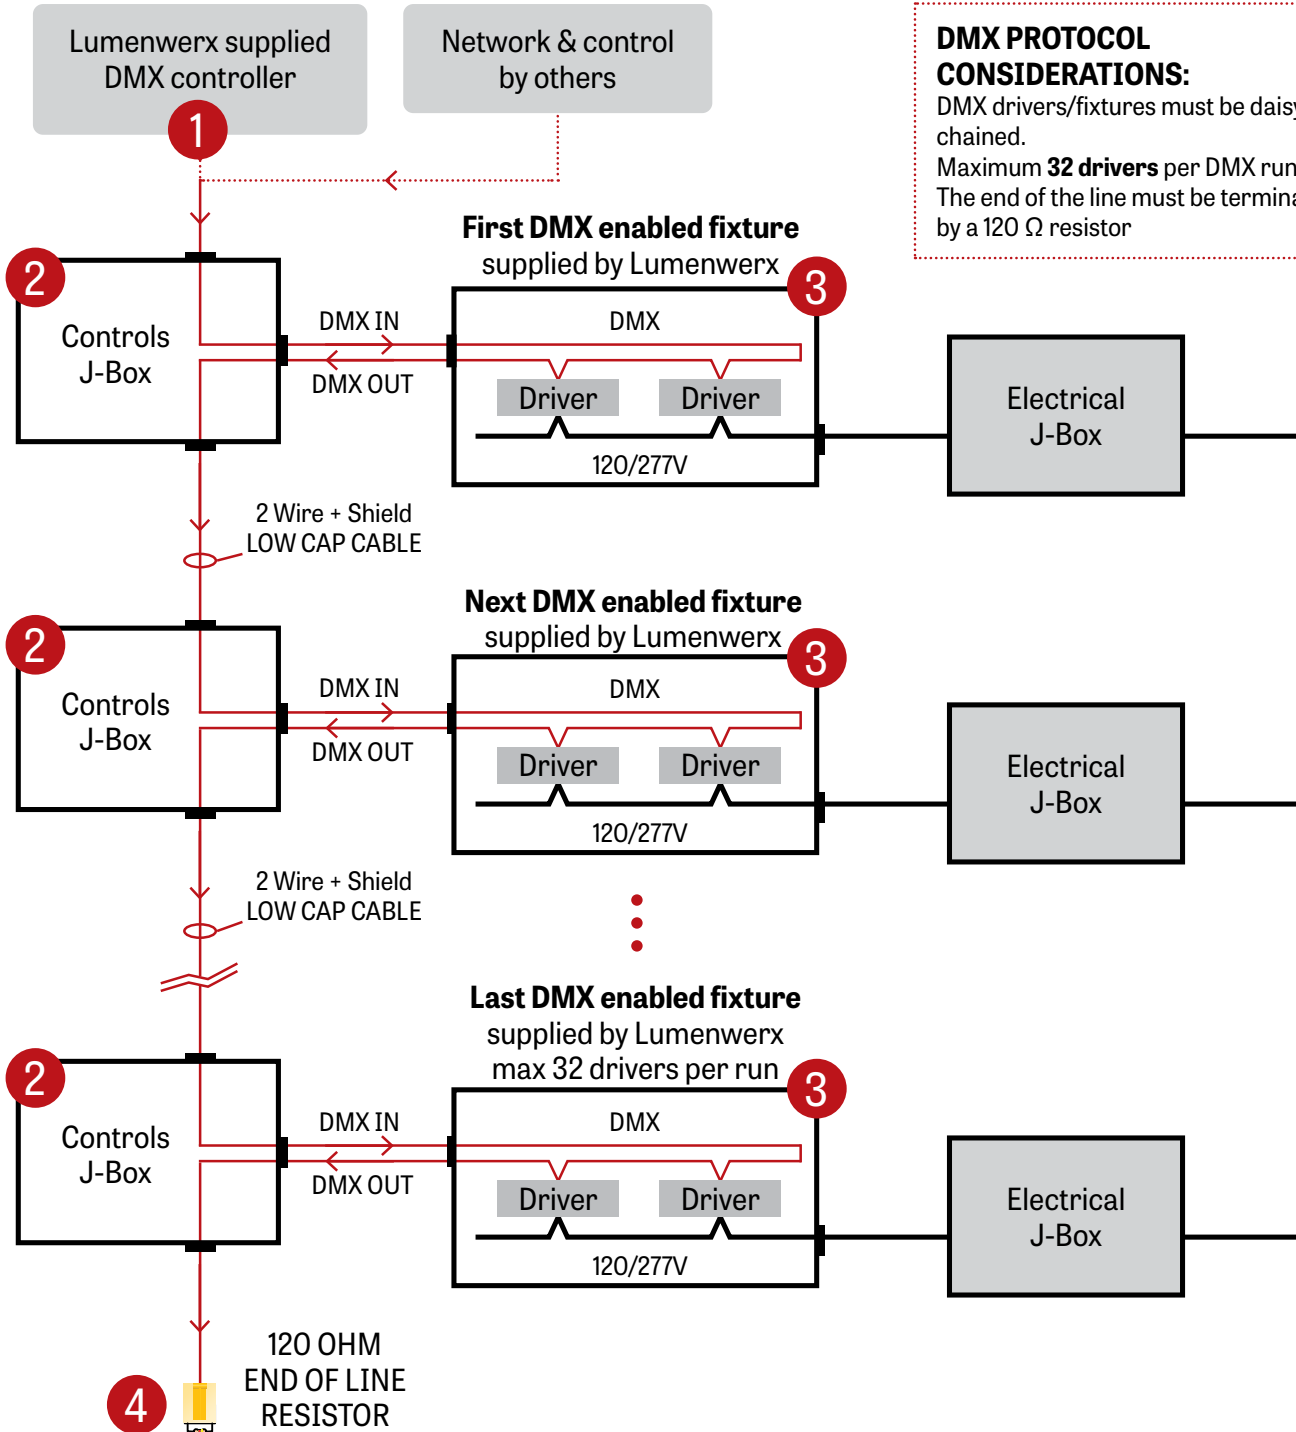 Lumenwerx supplied
DMX controller
Network & control
by others
1
DMX PROTOCOL
CONSIDERATIONS:
DMX drivers/fixtures must be daisy
chained.
Maximum 32 drivers per DMX run
The end of the line must be termina
by a 120 Ω resistor
First DMX enabled fixture
supplied by Lumenwerx
2
3
Controls
J-Box
DMX IN
DMX OUT
DMX
Driver
Driver
120/277V
Electrical
J-Box
2 Wire + Shield
LOW CAP CABLE
Next DMX enabled fixture
supplied by Lumenwerx
2
3
Controls
J-Box
DMX IN
DMX OUT
DMX
Driver
Driver
120/277V
Electrical
J-Box
2 Wire + Shield
LOW CAP CABLE
Last DMX enabled fixture
supplied by Lumenwerx
max 32 drivers per run
2
3
Controls
J-Box
DMX IN
DMX OUT
DMX
Driver
Driver
120/277V
Electrical
J-Box
4
120 OHM
END OF LINE
RESISTOR